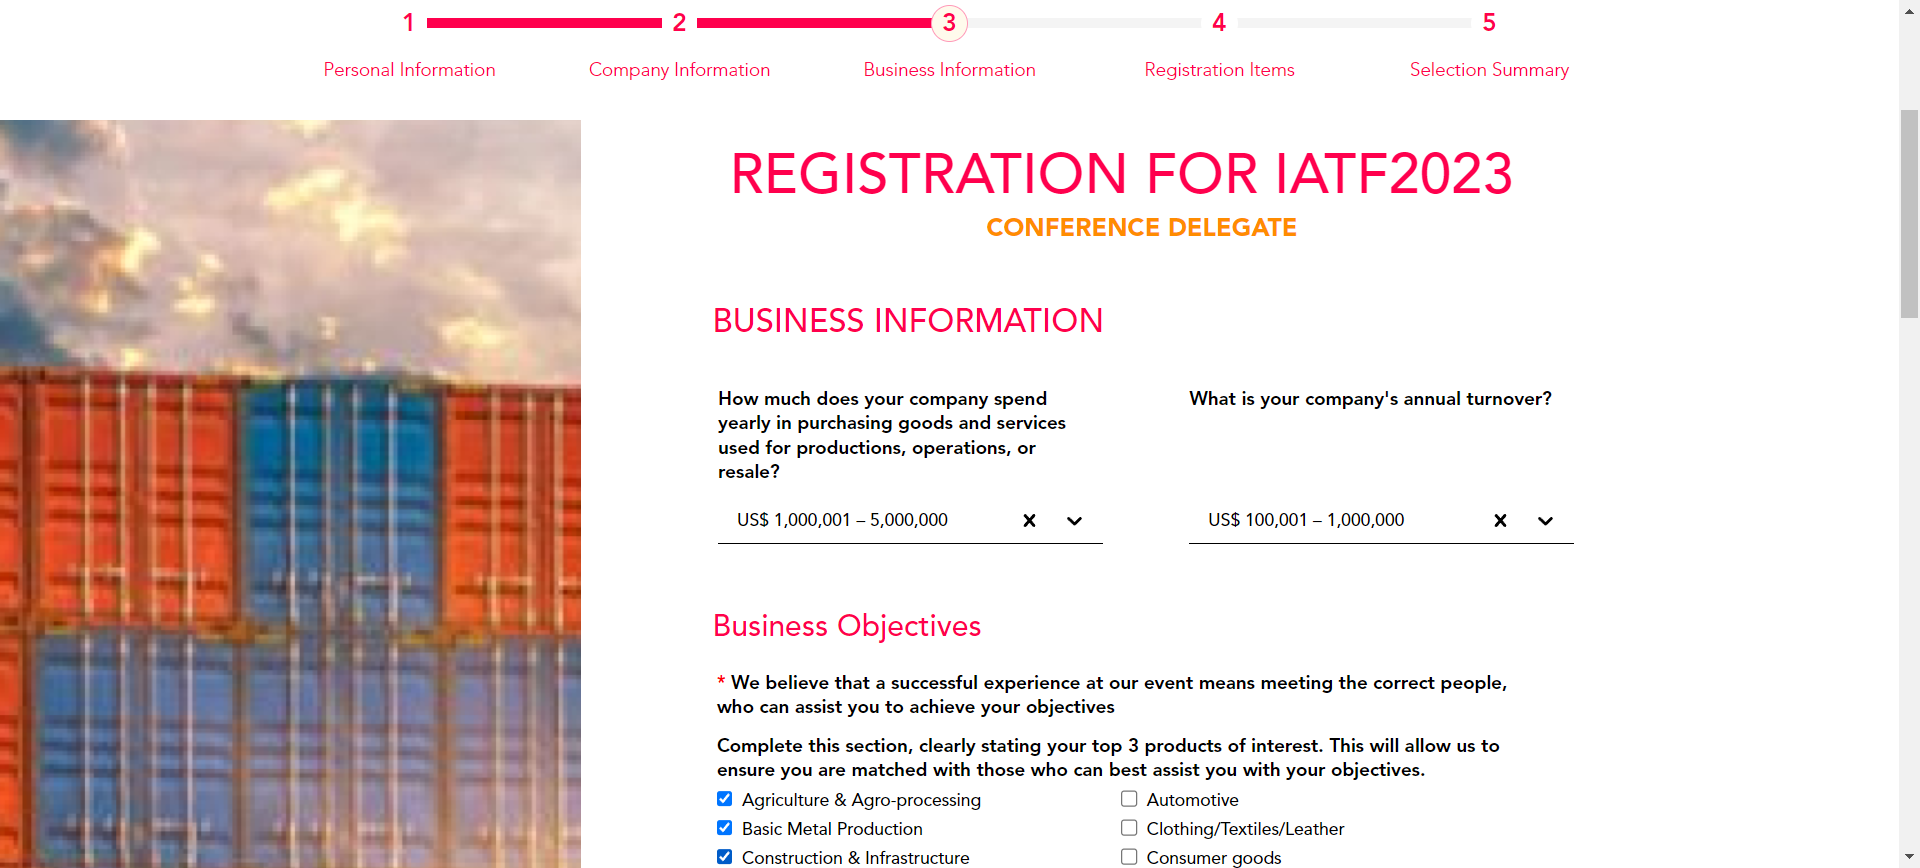 1 2 3 4 5
Personal Information Company Information Business Information Registration Items Selection Summary
REGISTRATION FOR IATF2023
CONFERENCE DELEGATE
BUSINESS INFORMATION
How much does your company spend
yearly in purchasing goods and services
used for productions, operations, or
resale?
US$ 1,000,001 – 5,000,000
What is your company's annual turnover?
US$ 100,001 – 1,000,000
Business Objectives
* We believe that a successful experience at our event means meeting the correct people,
who can assist you to achieve your objectives
Complete this section, clearly stating your top 3 products of interest. This will allow us to
ensure you are matched with those who can best assist you with your objectives.
Agriculture & Agro-processing
Automotive
Basic Metal Production
Clothing/Textiles/Leather
Construction & Infrastructure
Consumer goods